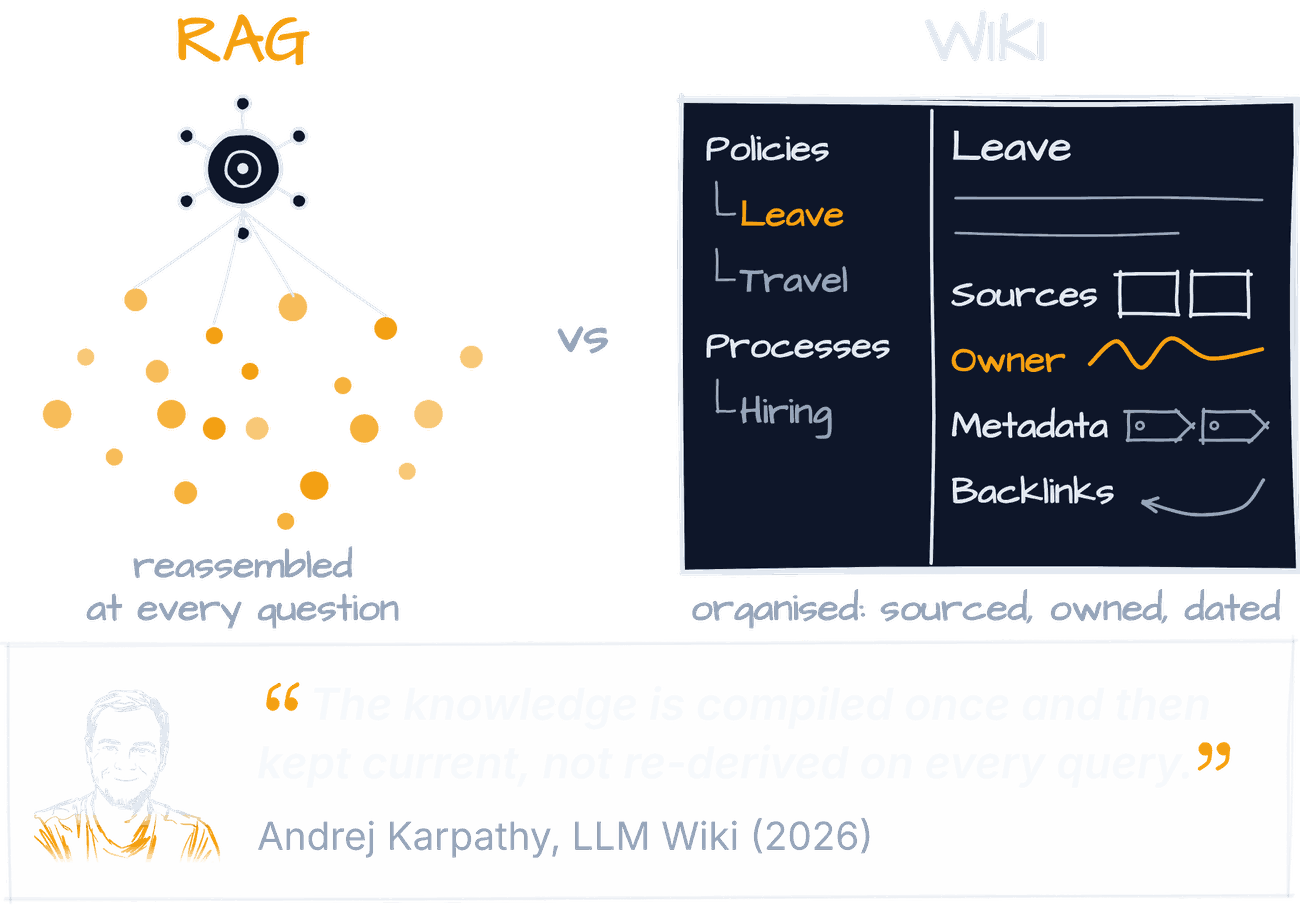 RAG
WIKI
Policies
Leave
Travel
Processes
Hiring
Leave
Sources
Owner
Metadata
Backlinks
vs
reassembled
at every question
organised: sourced, owned, dated
“The knowledge is compiled once and then
kept current, not re-derived on every query.”
Andrej Karpathy, LLM Wiki (2026)